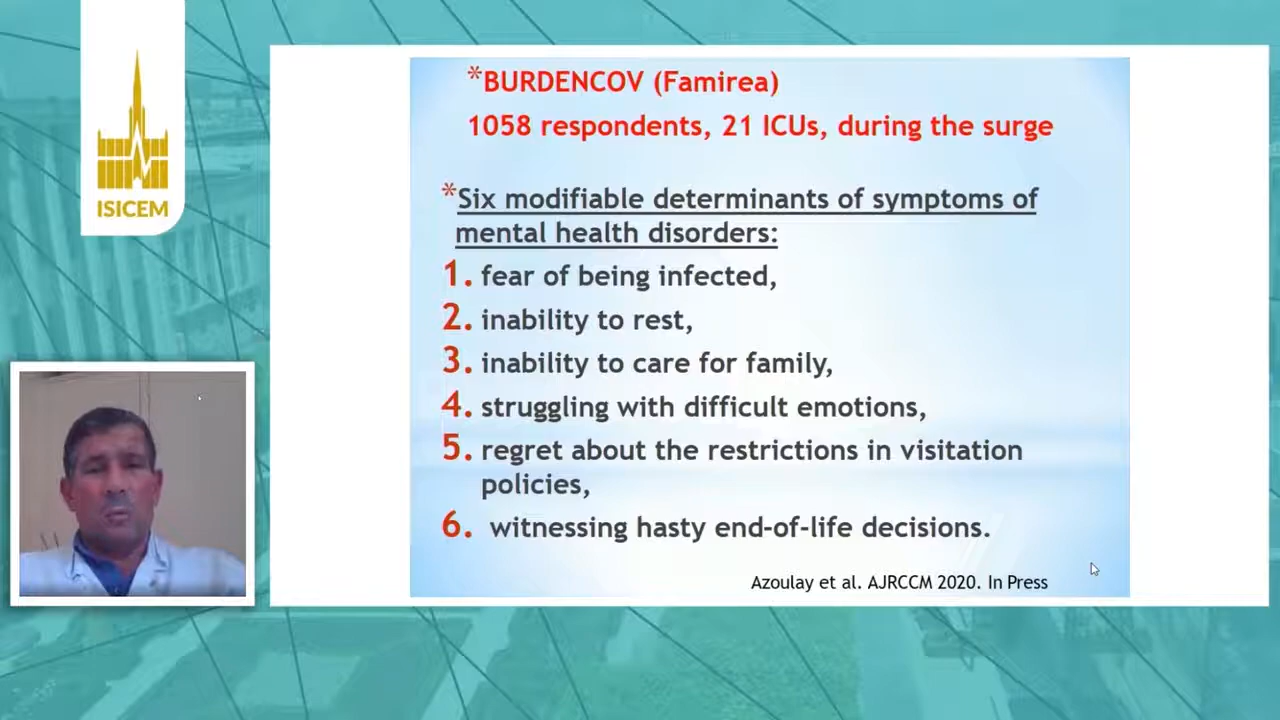 ISICEM
*BURDENCOV (Famirea)
1058 respondents, 21 ICUs, during the surge
*Six modifiable determinants of symptoms of
mental health disorders:
1. fear of being infected,
2. inability to rest,
3. inability to care for family,
4. struggling with difficult emotions,
5. regret about the restrictions in visitation
policies,
6. witnessing hasty end-of-life decisions.
Azoulay et al. AJRCCM 2020. In Press